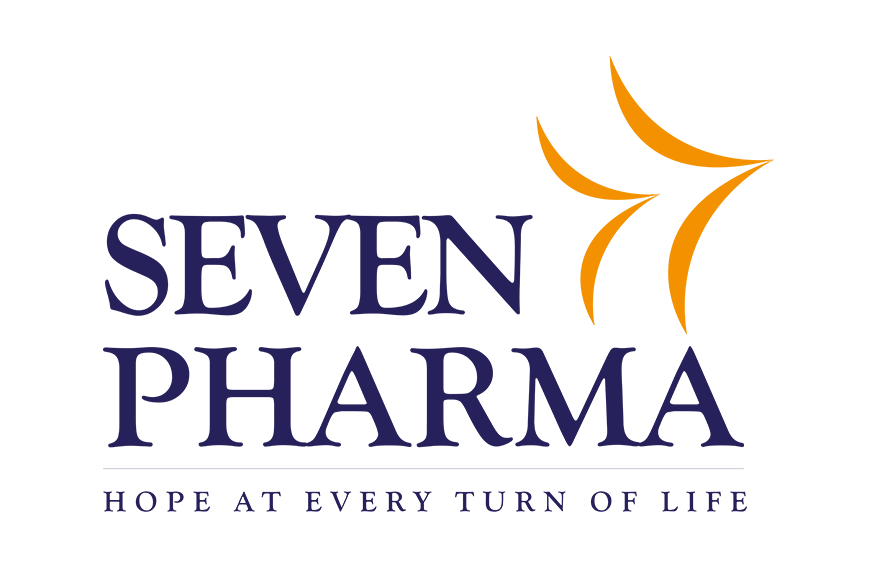 SEVEN
PHARMA
HOPE AT EVERY TURN OF LIFE